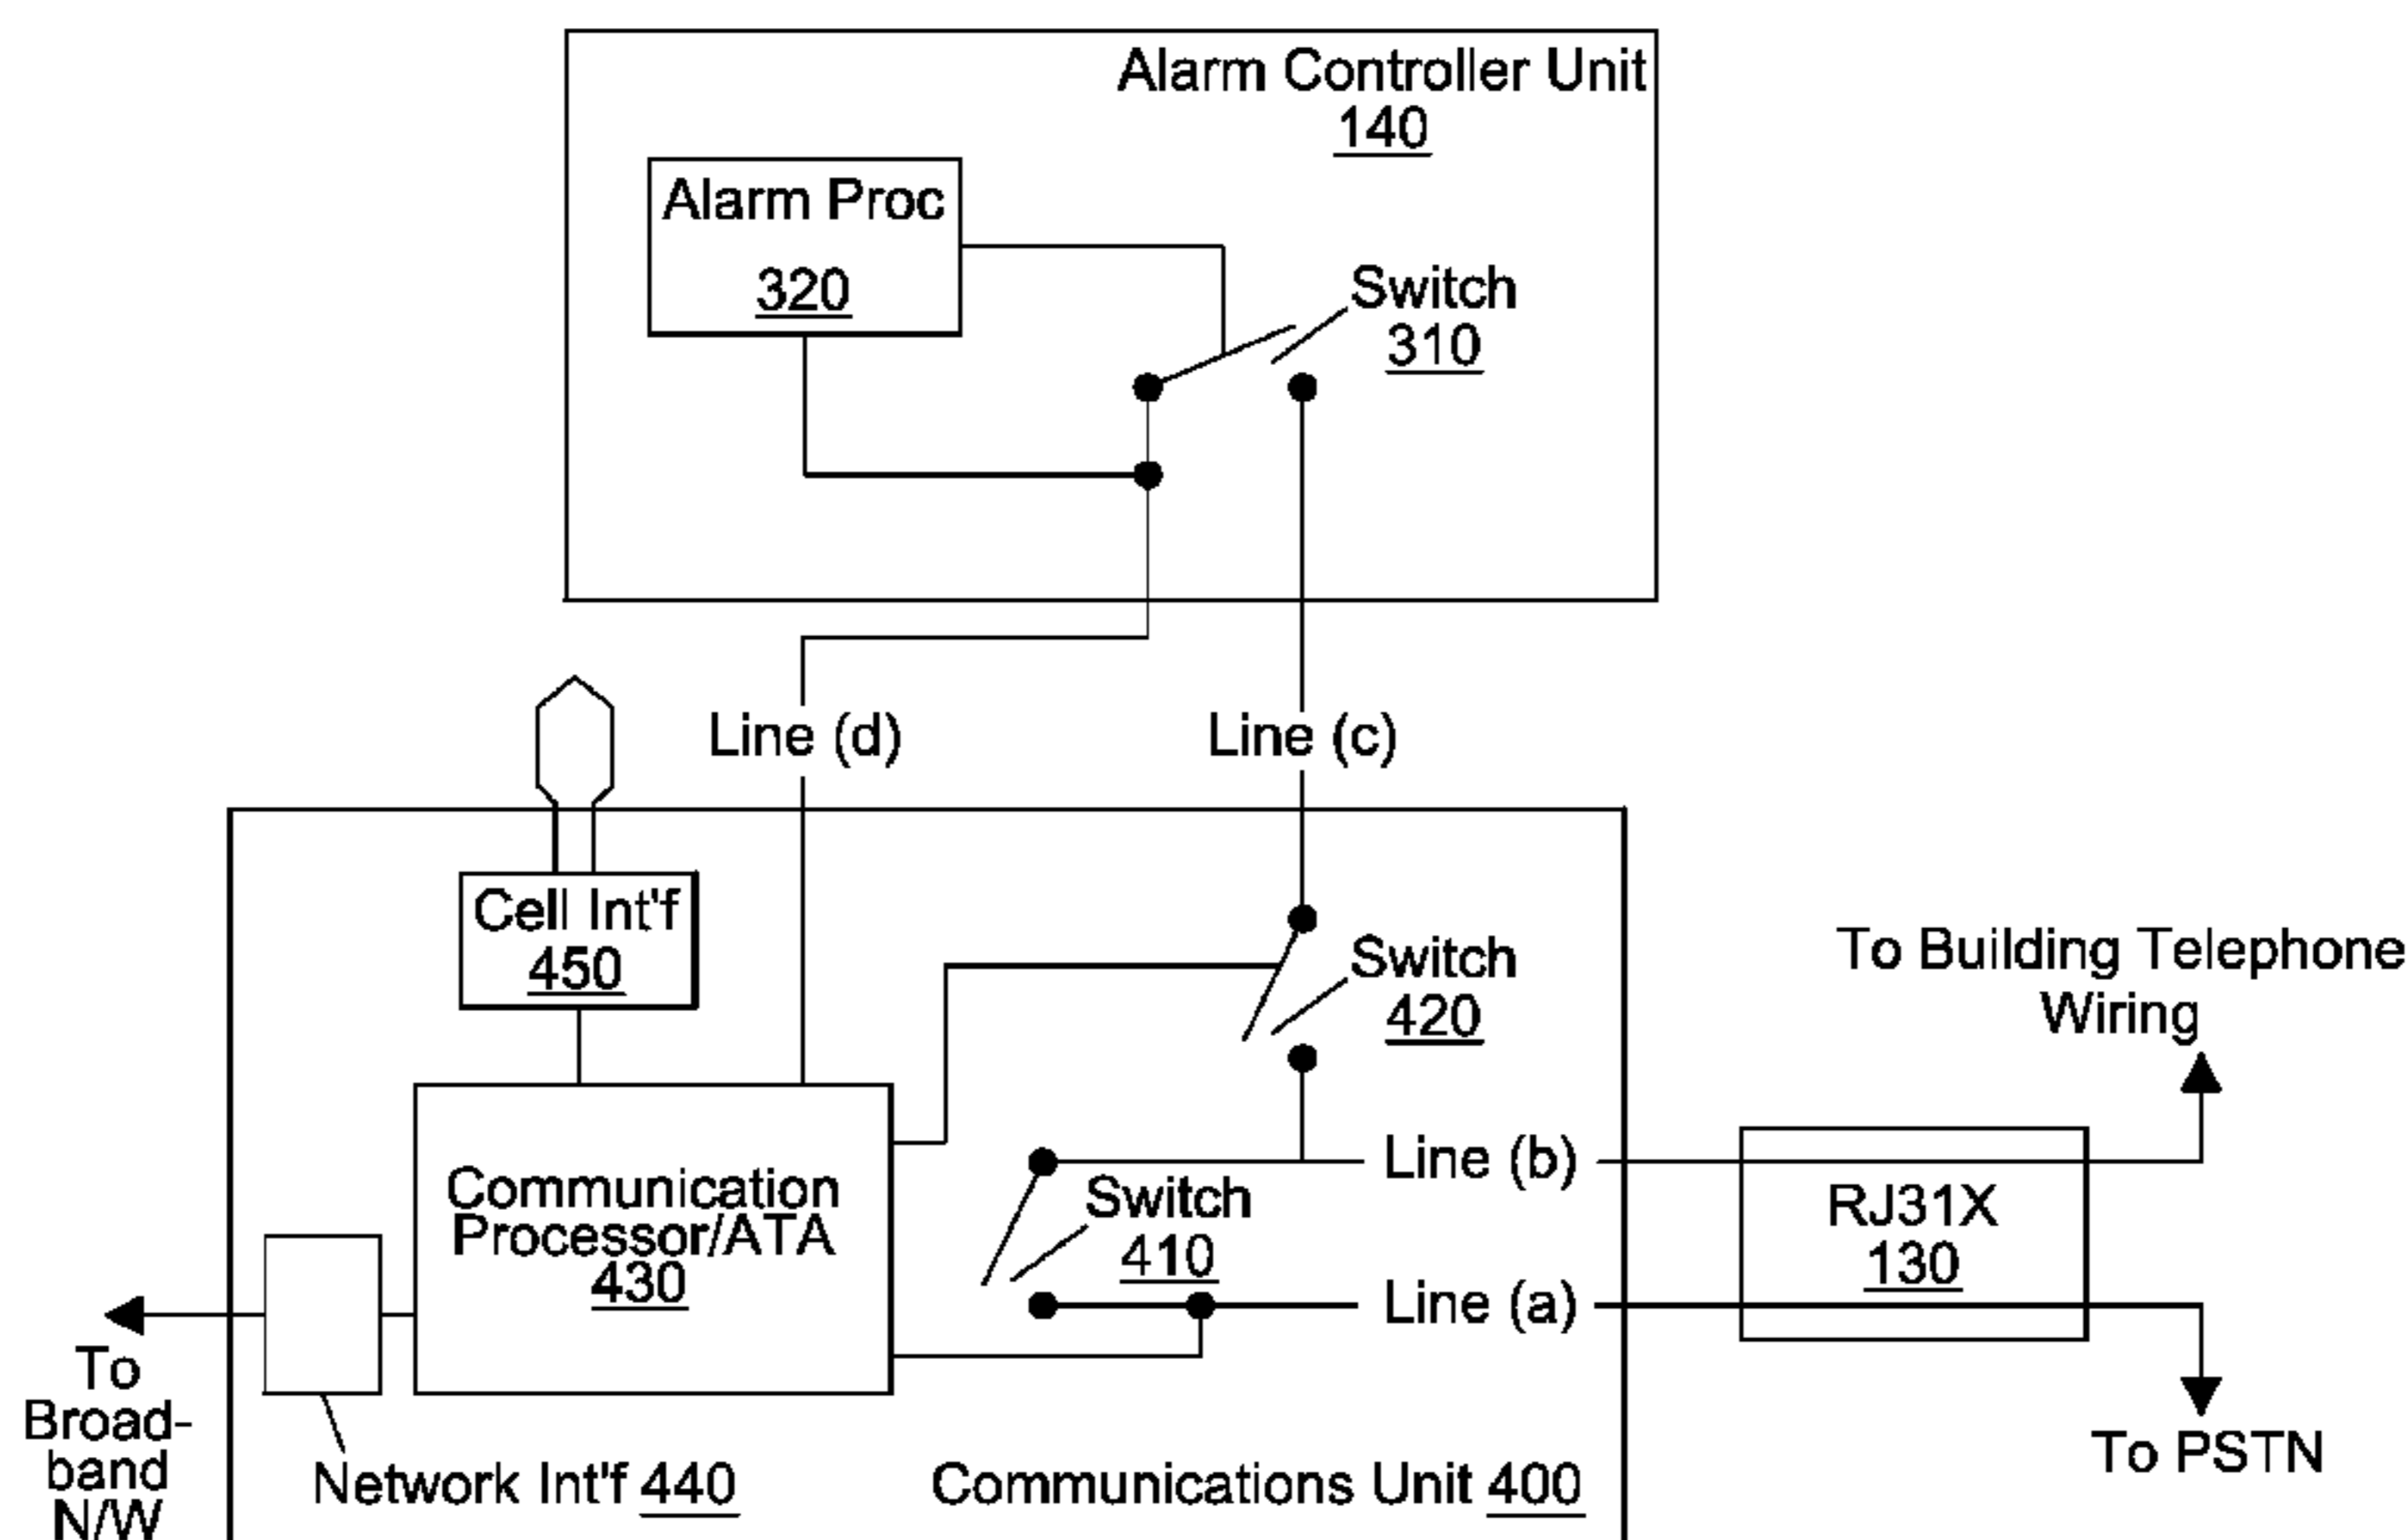 Alarm Controller Unit
140
Alarm Proc
320
Switch
310
Line (d)
Line (c)
Cell Int'f
450
Switch
420
To Building Telephone
Wiring
Communication
Processor/ATA
430
Switch
410
Line (b)
Line (a)
RJ31X
130
To
Broad-
band
N/W
Network Int'f 440
Communications Unit 400
To PSTN